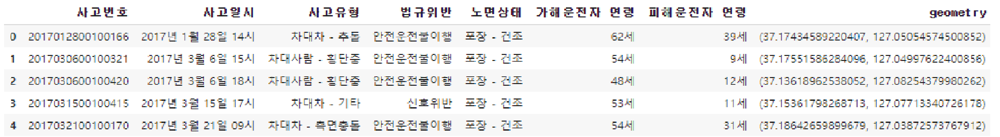 사고번호 사고일시 사고유형 법규위반 노면상태 가해운전자 연령 피해운전자 연령 geometry
0 2017012800100166 2017년 1월 28일 14시 차대차 - 추돌 안전운전불이행 포장 - 건조 62세 39세 (37.17434589220407, 127.05054574500852)
1 2017030600100321 2017년 3월 6일 15시 차대사람 - 횡단중 안전운전불이행 포장 - 건조 54세 9세 (37.17551586284096, 127.04997622400856)
2 2017030600100420 2017년 3월 6일 18시 차대사람 - 횡단중 안전운전불이행 포장 - 건조 48세 12세 (37.13618962538052, 127.08254379980262)
3 2017031500100415 2017년 3월 15일 17시 차대차 - 기타 신호위반 포장 - 건조 53세 11세 (37.15361798268713, 127.07713340726178)
4 2017032100100170 2017년 3월 21일 09시 차대차 - 측면충돌 안전운전불이행 포장 - 건조 54세 31세 (37.18642659899679, 127.03872573767912)